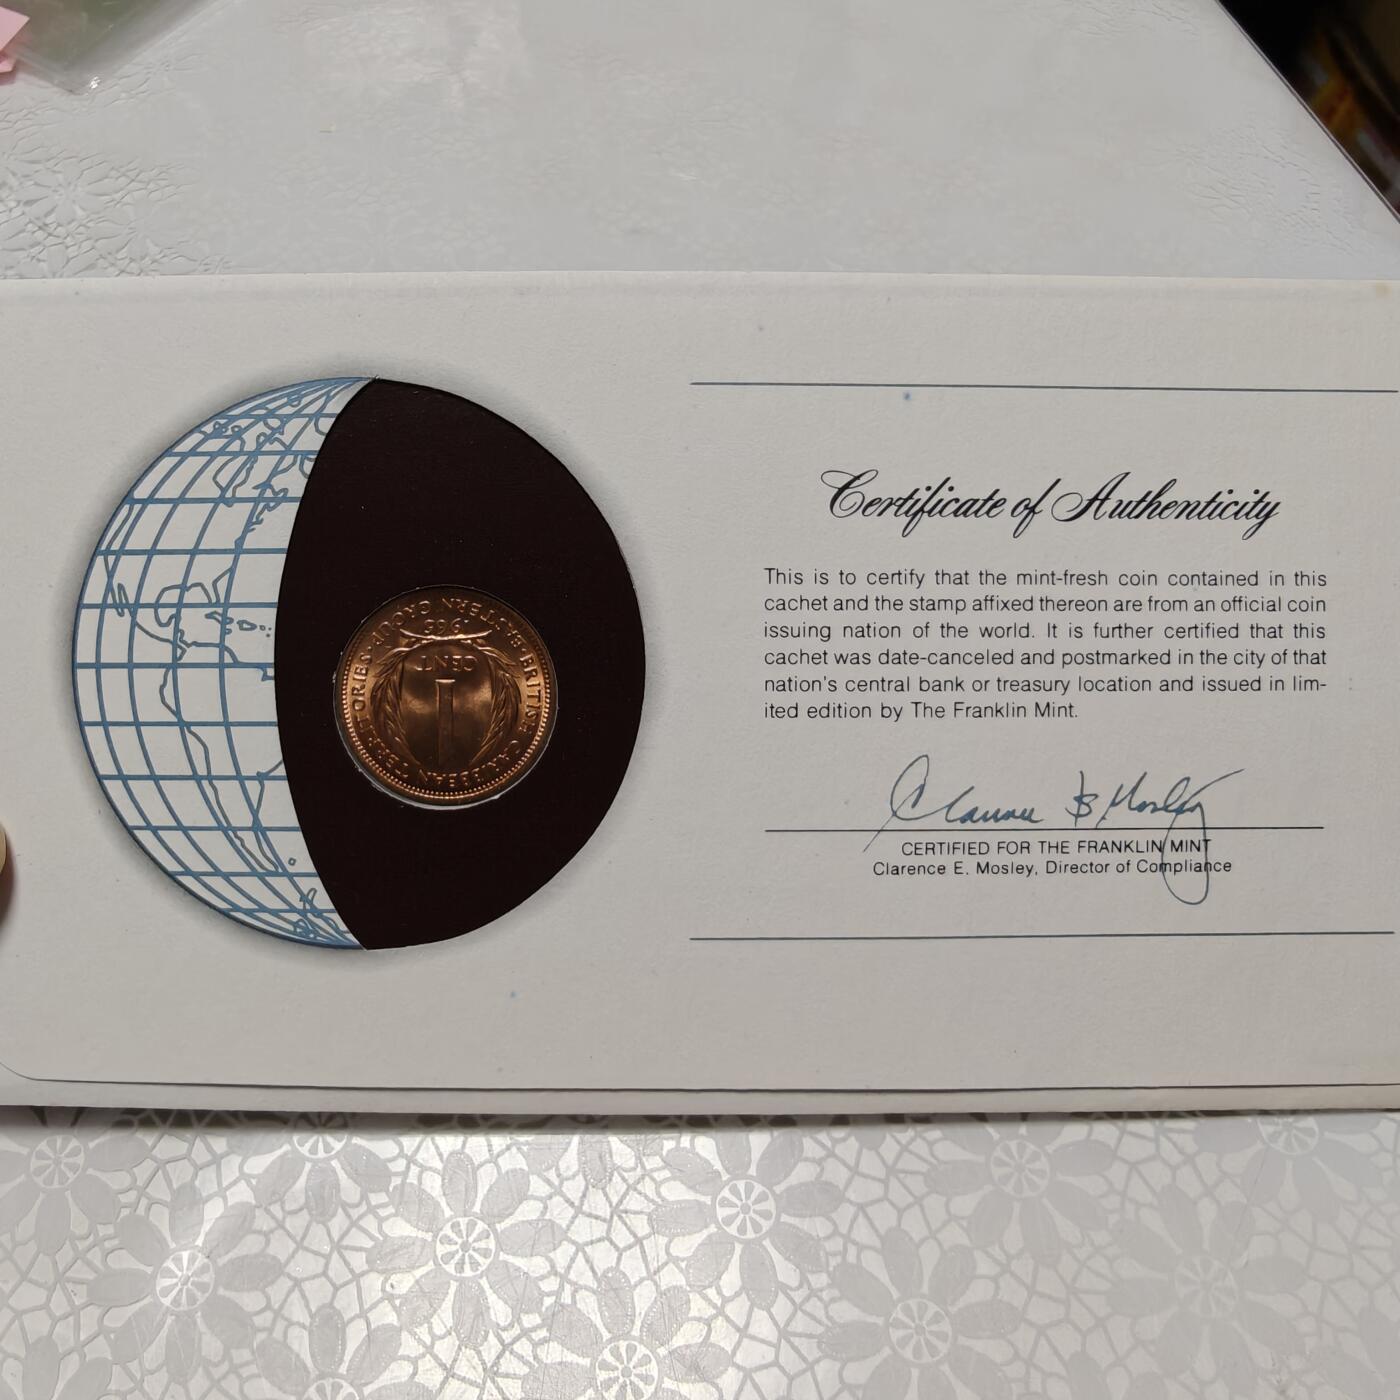 BRITISH CARIBBEAN TERRITORIES · EASTERN GROUP ·
1965
CENT
1
Certificate of Authenticity
This is to certify that the mint-fresh coin contained in this
cachet and the stamp affixed thereon are from an official coin
issuing nation of the world. It is further certified that this
cachet was date-canceled and postmarked in the city of that
nation's central bank or treasury location and issued in lim-
ited edition by The Franklin Mint.
Clarence E Mosley
CERTIFIED FOR THE FRANKLIN MINT
Clarence E. Mosley, Director of Compliance